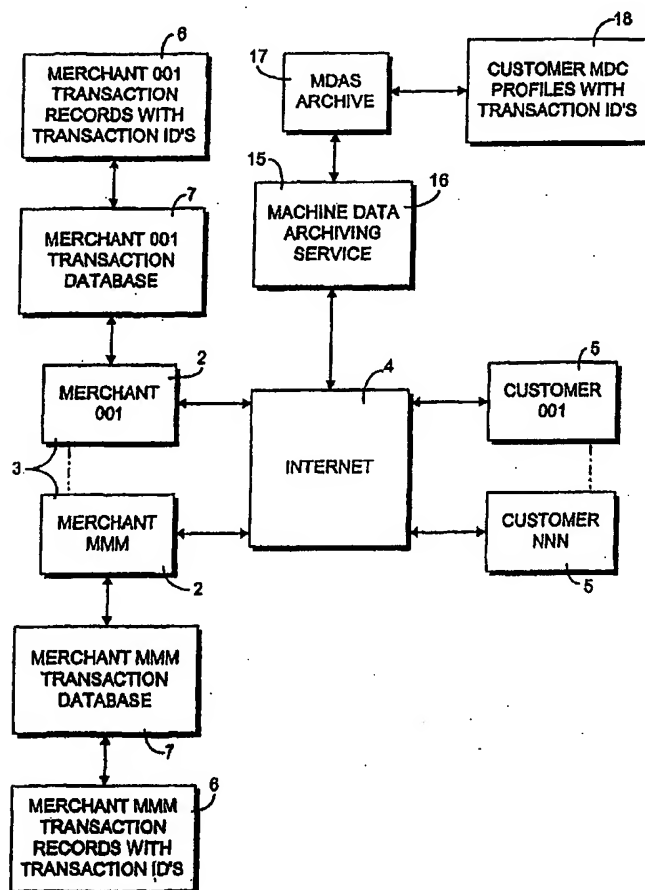 6
MERCHANT 001
TRANSACTION
RECORDS WITH
TRANSACTION ID'S
17
MDAS
ARCHIVE
18
CUSTOMER MDC
PROFILES WITH
TRANSACTION ID'S
7
MERCHANT 001
TRANSACTION
DATABASE
15
16
MACHINE DATA
ARCHIVING
SERVICE
2
MERCHANT
001
4
INTERNET
5
CUSTOMER
001
3
MERCHANT
MMM
2
CUSTOMER
NNN
5
MERCHANT MMM
TRANSACTION
DATABASE
7
6
MERCHANT MMM
TRANSACTION
RECORDS WITH
TRANSACTION ID'S